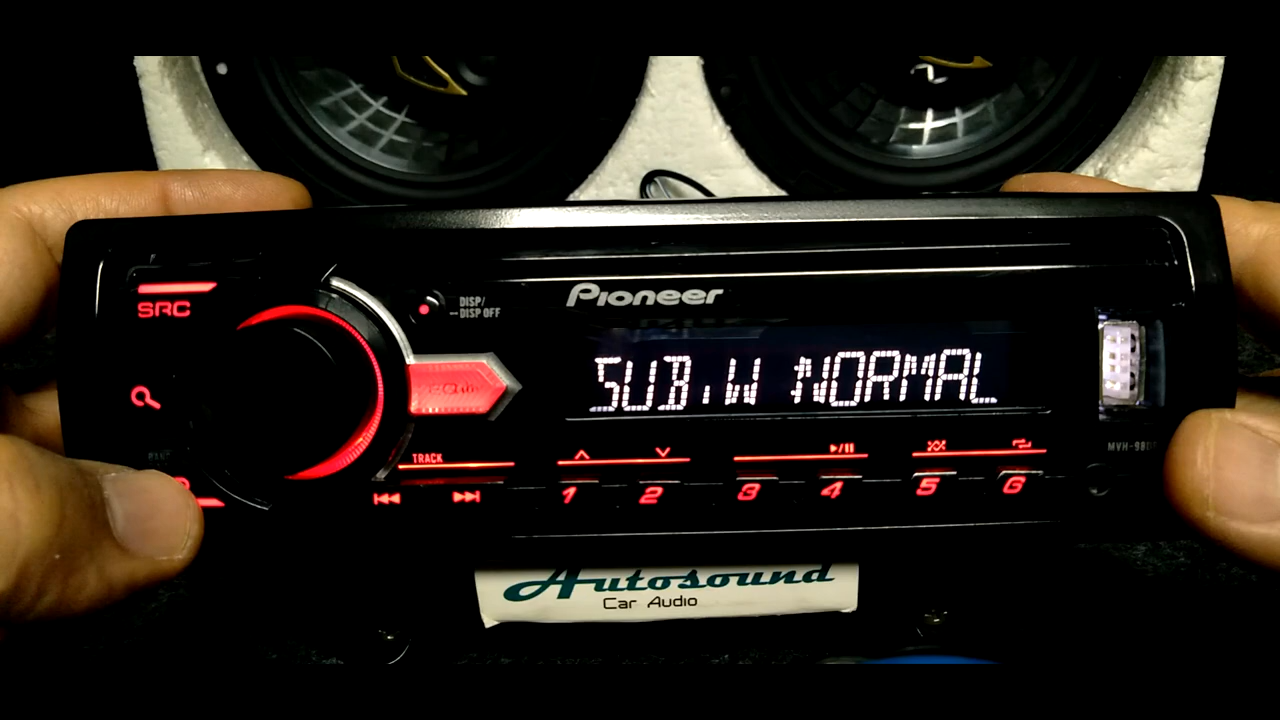 Pioneer
SRC
DISP/
DISP OFF
SUB.W NORMAL
TRACK
1 2 3 4 5 6
Autosound
Car Audio